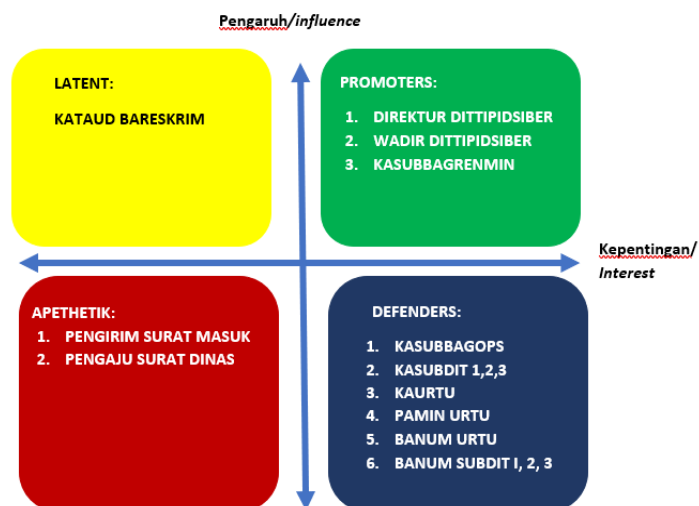 Pengaruh/influence
LATENT:
KATAUD BARESKRIM
PROMOTERS:
1. DIREKTUR DITTIPIDSIBER
2. WADIR DITTIPIDSIBER
3. KASUBBAGRENMIN
Kepentingan/
Interest
APETHETIK:
1. PENGIRIM SURAT MASUK
2. PENGAJU SURAT DINAS
DEFENDERS:
1. KASUBBAGOPS
2. KASUBDIT 1,2,3
3. KAURTU
4. PAMIN URTU
5. BANUM URTU
6. BANUM SUBDIT I, 2, 3